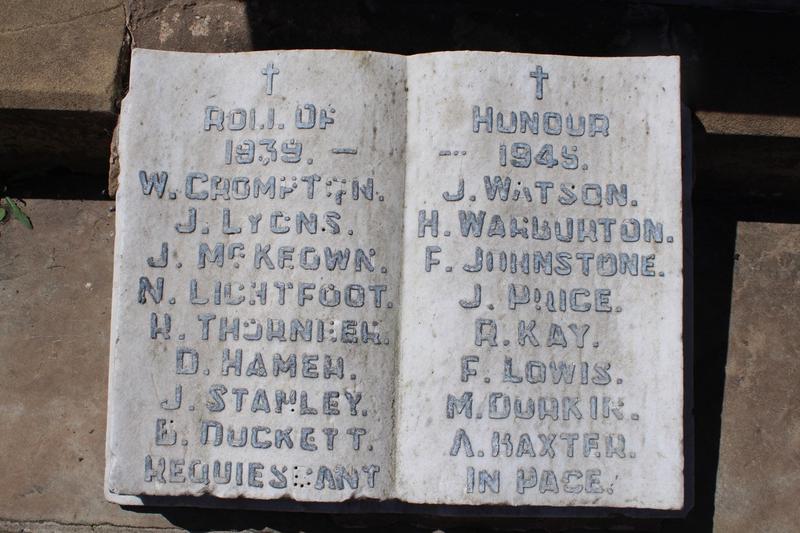 ROLL OF
1939. —
W. CROMPTON.
J. LYONS.
J. McKEOWN.
N. LIGHTFOOT.
R. THORNBER.
D. HAMER.
J. STANLEY.
B. DUCKETT.
REQUIESCANT
HONOUR
— 1945.
J. WATSON.
H. WARBURTON.
F. JOHNSTONE.
J. PRICE.
R. KAY.
F. LOWIS.
M. DURKIN.
A. BAXTER.
IN PACE.